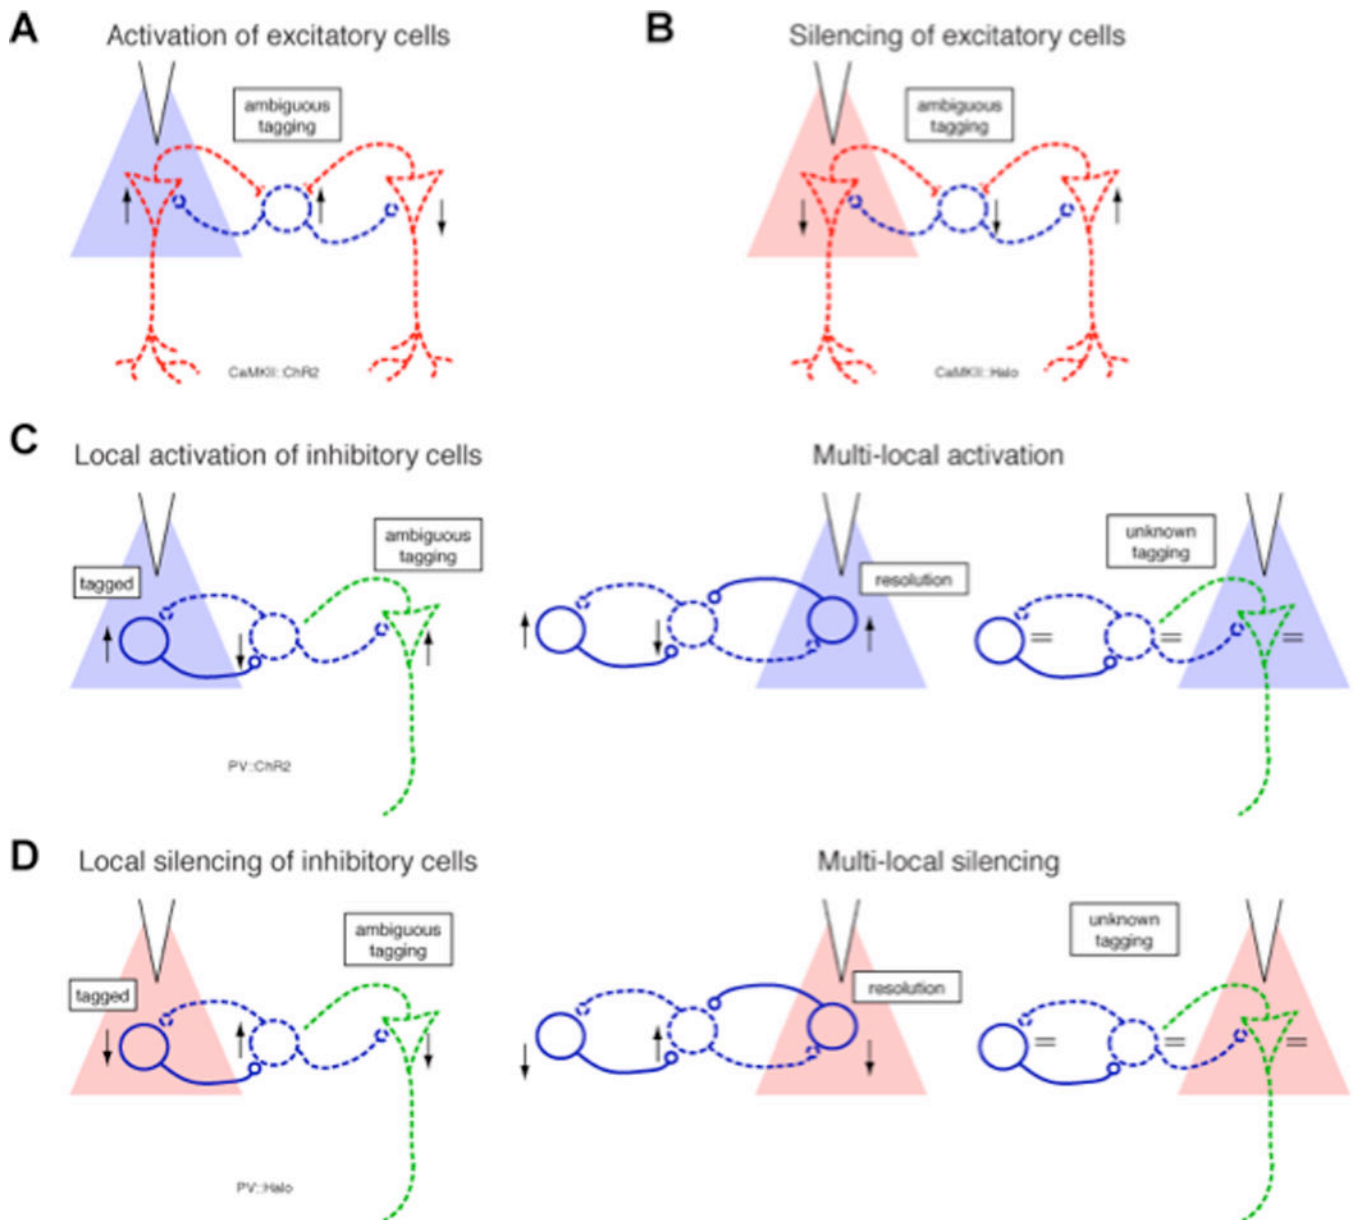 A
Activation of excitatory cells
ambiguous
tagging
CaMKII::ChR2
B
Silencing of excitatory cells
ambiguous
tagging
CaMKII::Halo
C
Local activation of inhibitory cells
Multi-local activation
tagged
ambiguous
tagging
resolution
unknown
tagging
PV::ChR2
D
Local silencing of inhibitory cells
Multi-local silencing
tagged
ambiguous
tagging
resolution
unknown
tagging
PV::Halo